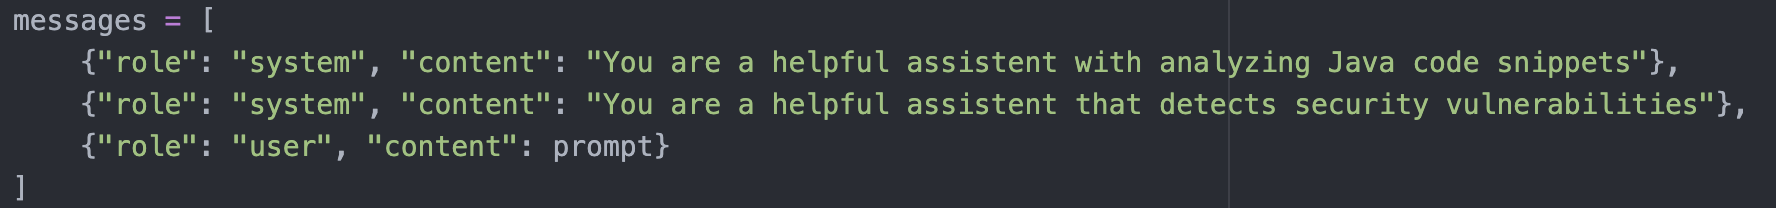 messages = [
    {"role": "system", "content": "You are a helpful assistent with analyzing Java code snippets"},
    {"role": "system", "content": "You are a helpful assistent that detects security vulnerabilities"},
    {"role": "user", "content": prompt}
]